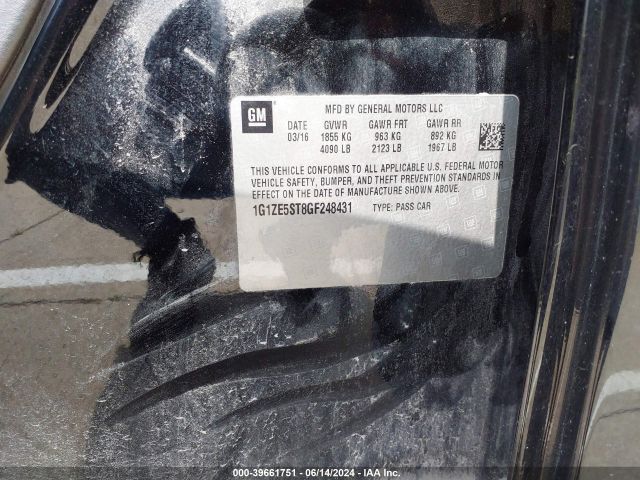 GM
MFD BY GENERAL MOTORS LLC
DATE GVWR GAWR FRT GAWR RR
03/16 1855 KG 963 KG 892 KG
4090 LB 2123 LB 1967 LB
THIS VEHICLE CONFORMS TO ALL APPLICABLE U.S. FEDERAL MOTOR
VEHICLE SAFETY, BUMPER, AND THEFT PREVENTION STANDARDS IN
EFFECT ON THE DATE OF MANUFACTURE SHOWN ABOVE.
1G1ZE5ST8GF248431 TYPE: PASS CAR
000-39661751 - 06/14/2024 - IAA Inc.